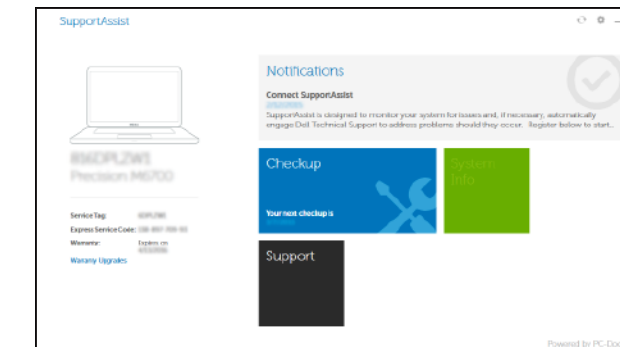 SupportAssist
Notifications
Connect SupportAssist
SupportAssist is designed to monitor your system for issues and, if necessary, automatically
engage Dell Technical Support to address problems should they occur. Register below to start...
Precision M6700
Checkup
System
Info
Your next checkup is
Service Tag:
Express Service Code:
Warranty: Expires on
Warranty Upgrades
Support
Powered by PC-Doc